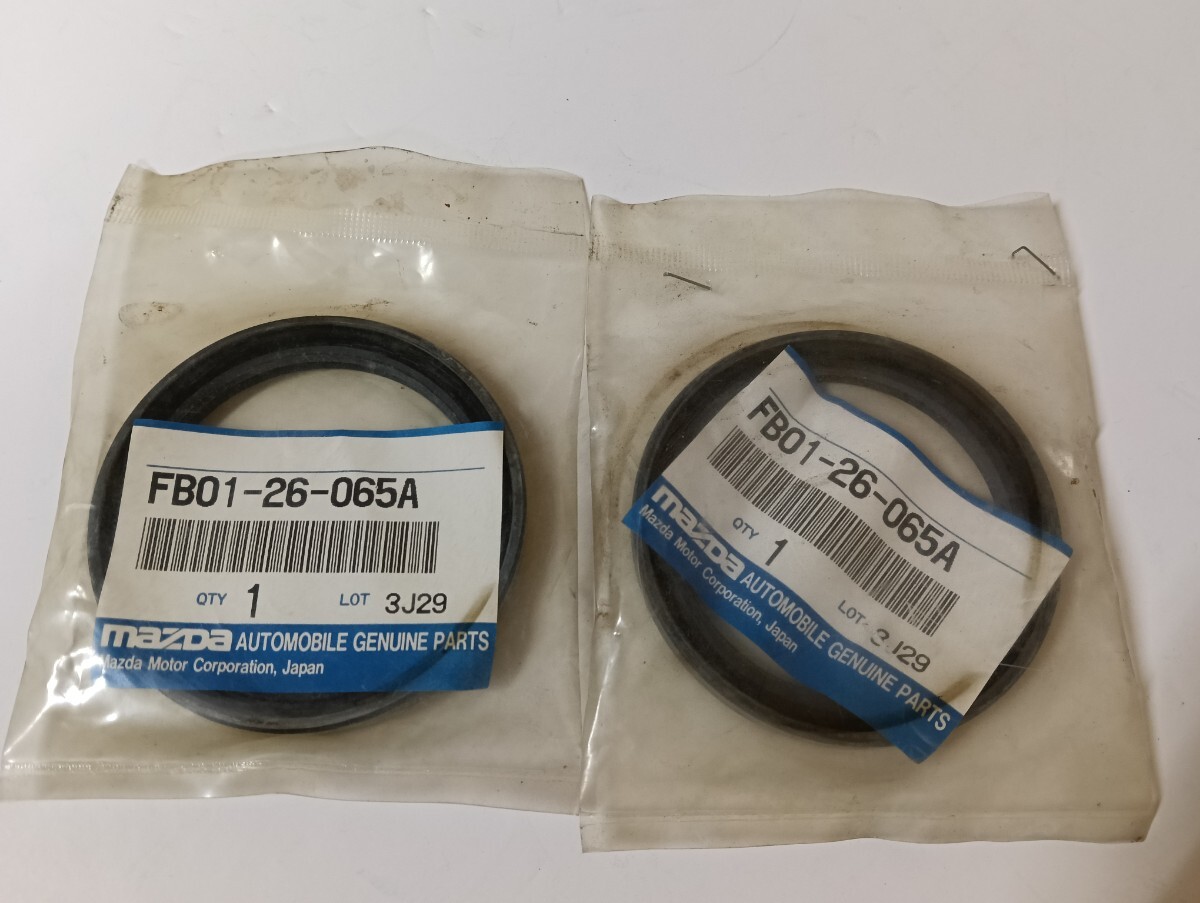 FB01-26-065A
QTY 1 LOT 3J29
mazda AUTOMOBILE GENUINE PARTS
Mazda Motor Corporation, Japan
FB01-26-065A
QTY 1 LOT 3J29
mazda AUTOMOBILE GENUINE PARTS
Mazda Motor Corporation, Japan